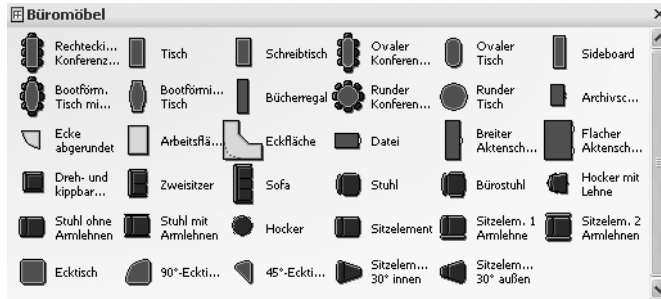 Büromöbel
Rechtecki...
Konferenz...
Tisch
Schreibtisch
Ovaler
Konferen...
Ovaler
Tisch
Sideboard
Bootförm.
Tisch mi...
Bootförmi...
Tisch
Bücherregal
Runder
Konferen...
Runder
Tisch
Archivsc...
Ecke
abgerundet
Arbeitsflä...
Eckfläche
Datei
Breiter
Aktensch...
Flacher
Aktensch...
Dreh- und
kippbar...
Zweisitzer
Sofa
Stuhl
Bürostuhl
Hocker mit
Lehne
Stuhl ohne
Armlehnen
Stuhl mit
Armlehnen
Hocker
Sitzelement
Sitzelem. 1
Armlehne
Sitzelem. 2
Armlehnen
Ecktisch
90°-Eckti...
45°-Eckti...
Sitzelem...
30° innen
Sitzelem...
30° außen